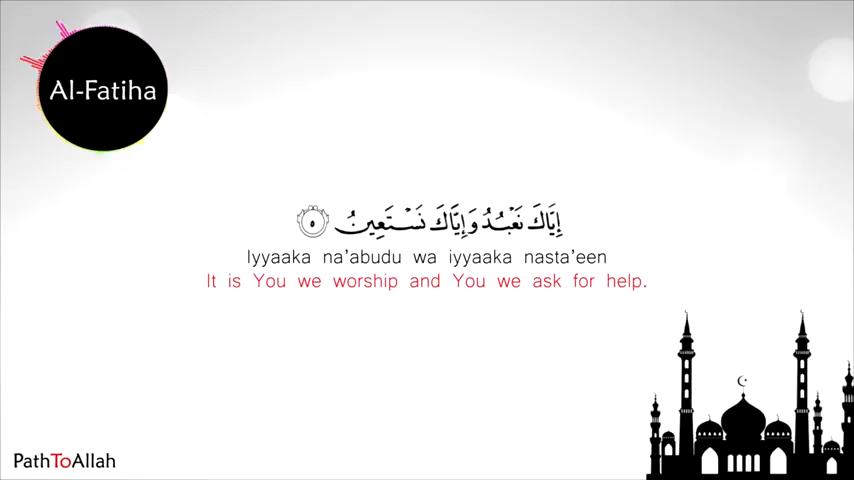 Al-Fatiha
إِيَّاكَ نَعْبُدُ وَإِيَّاكَ نَسْتَعِينُ ٥
Iyyaaka na'abudu wa iyyaaka nasta'een
It is You we worship and You we ask for help.
PathToAllah